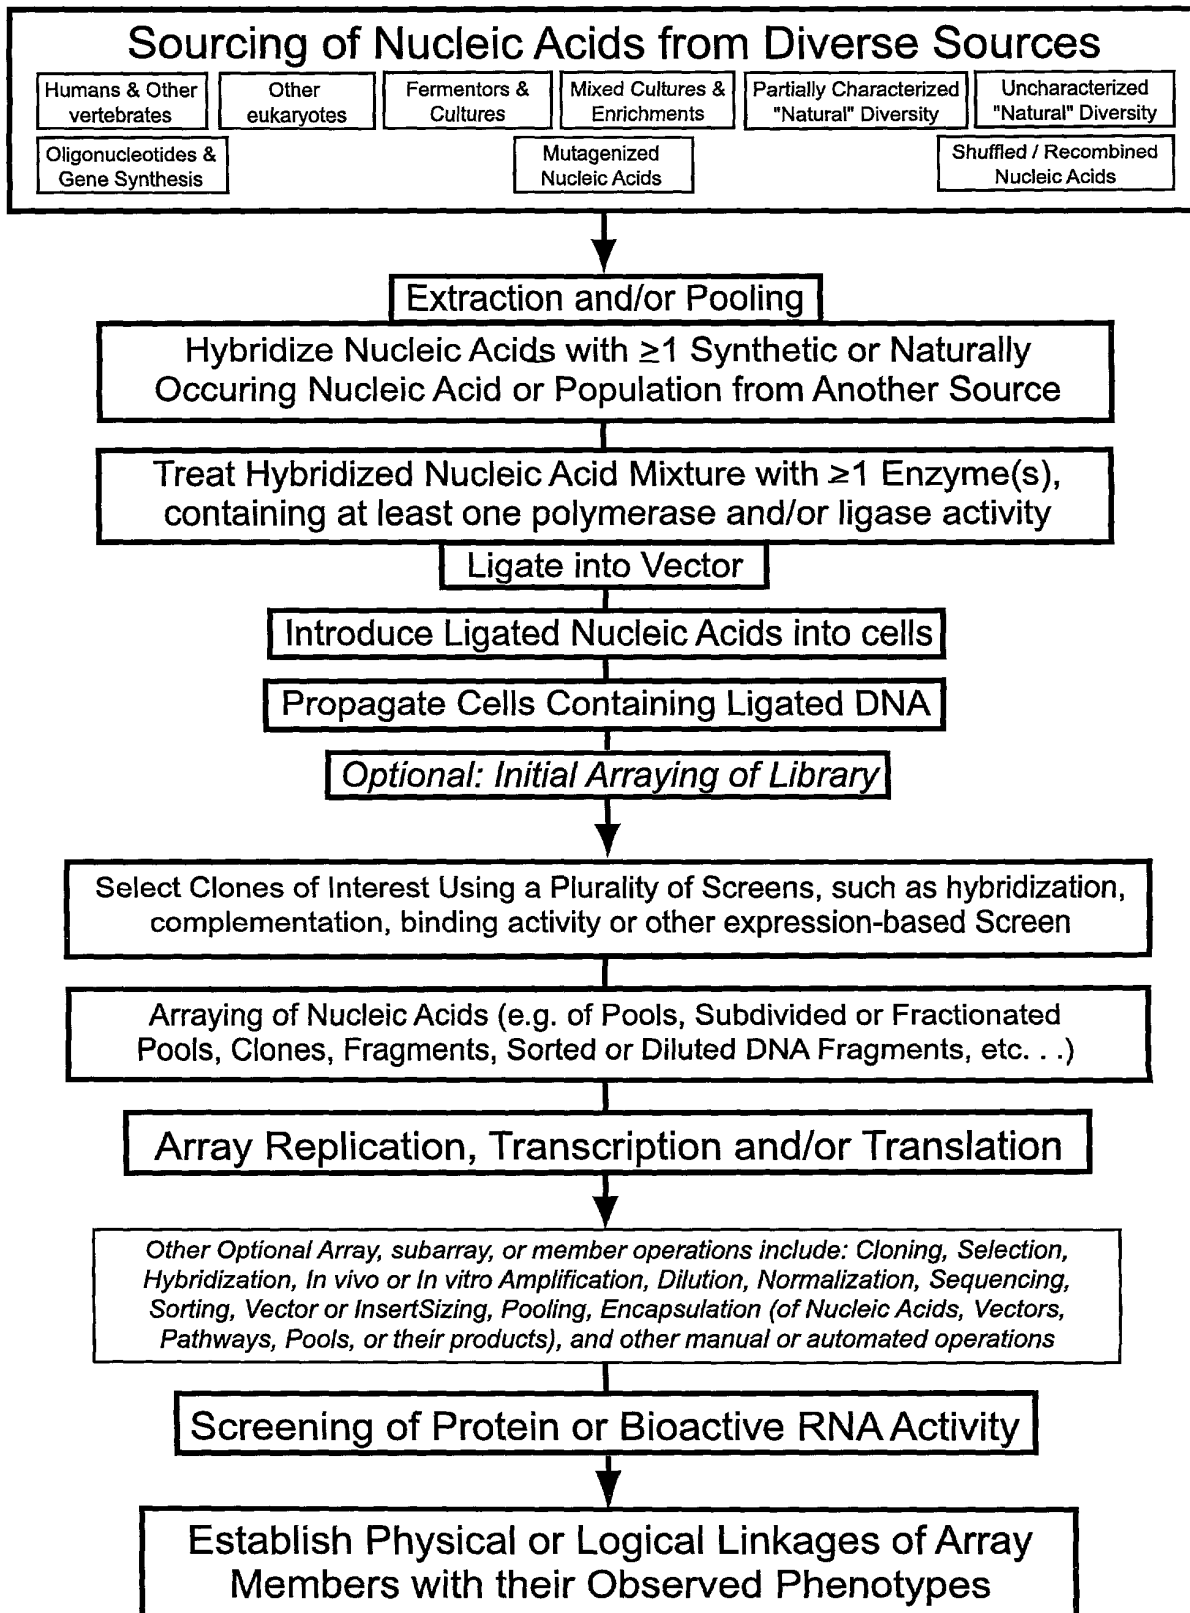 Sourcing of Nucleic Acids from Diverse Sources
Humans & Other
vertebrates
Other
eukaryotes
Fermentors &
Cultures
Mixed Cultures &
Enrichments
Partially Characterized
"Natural" Diversity
Uncharacterized
"Natural" Diversity
Oligonucleotides &
Gene Synthesis
Mutagenized
Nucleic Acids
Shuffled / Recombined
Nucleic Acids
Extraction and/or Pooling
Hybridize Nucleic Acids with ≥1 Synthetic or Naturally
Occuring Nucleic Acid or Population from Another Source
Treat Hybridized Nucleic Acid Mixture with ≥1 Enzyme(s),
containing at least one polymerase and/or ligase activity
Ligate into Vector
Introduce Ligated Nucleic Acids into cells
Propagate Cells Containing Ligated DNA
Optional: Initial Arraying of Library
Select Clones of Interest Using a Plurality of Screens, such as hybridization,
complementation, binding activity or other expression-based Screen
Arraying of Nucleic Acids (e.g. of Pools, Subdivided or Fractionated
Pools, Clones, Fragments, Sorted or Diluted DNA Fragments, etc. . .)
Array Replication, Transcription and/or Translation
Other Optional Array, subarray, or member operations include: Cloning, Selection,
Hybridization, In vivo or In vitro Amplification, Dilution, Normalization, Sequencing,
Sorting, Vector or InsertSizing, Pooling, Encapsulation (of Nucleic Acids, Vectors,
Pathways, Pools, or their products), and other manual or automated operations
Screening of Protein or Bioactive RNA Activity
Establish Physical or Logical Linkages of Array
Members with their Observed Phenotypes